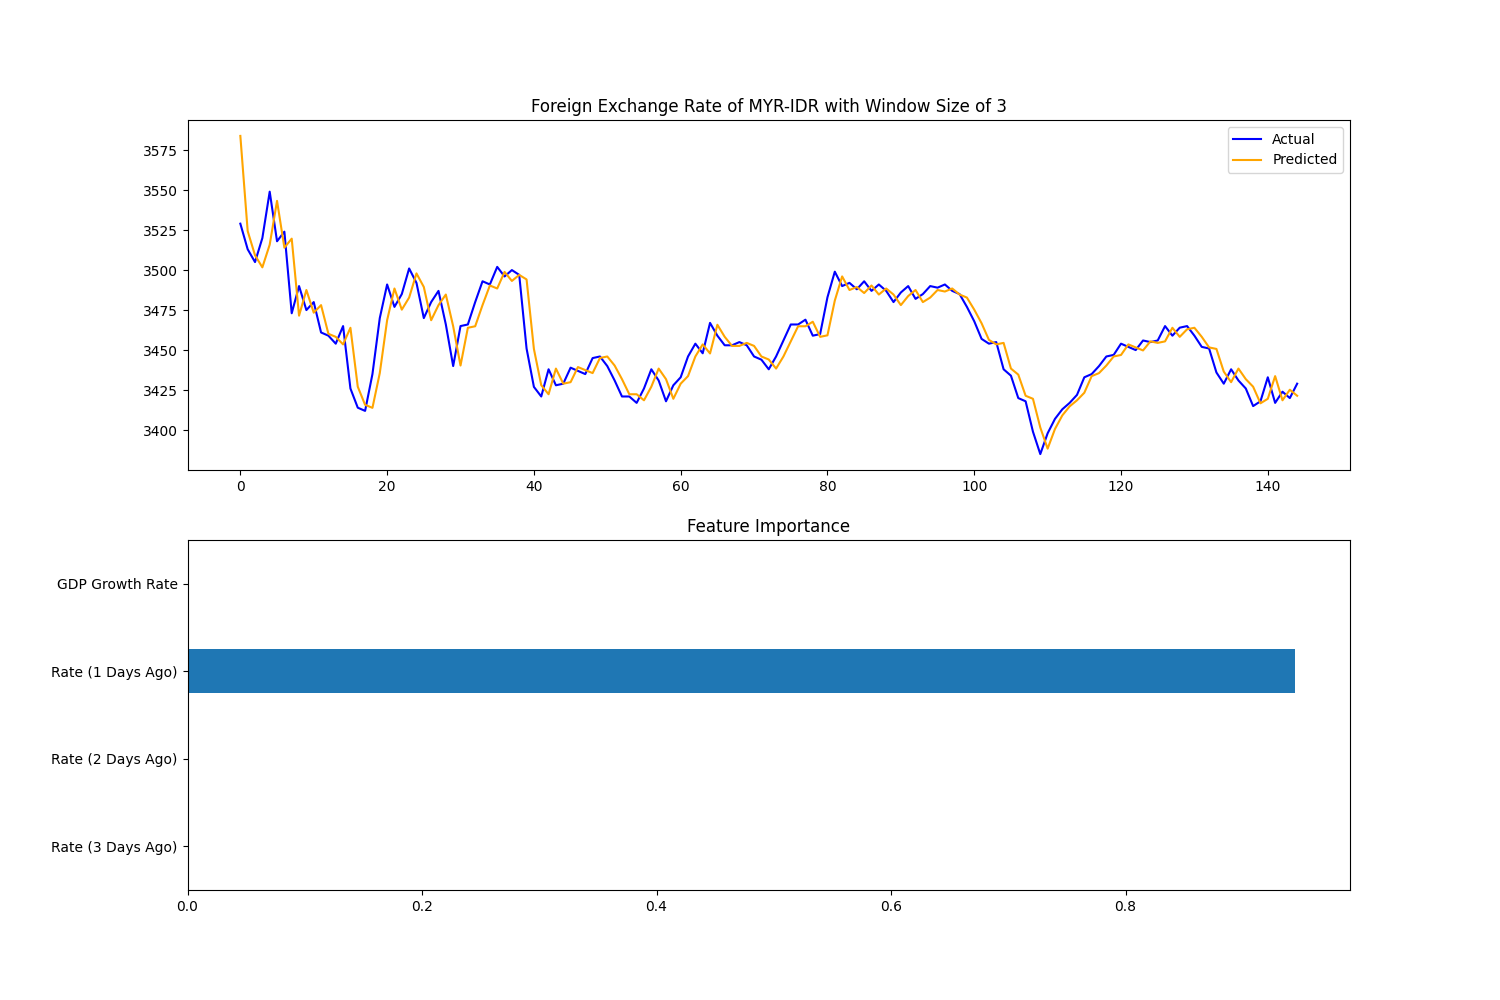 Foreign Exchange Rate of MYR-IDR with Window Size of 3
Actual
Predicted
3575
3550
3525
3500
3475
3450
3425
3400
0 20 40 60 80 100 120 140
Feature Importance
GDP Growth Rate
Rate (1 Days Ago)
Rate (2 Days Ago)
Rate (3 Days Ago)
0.0 0.2 0.4 0.6 0.8